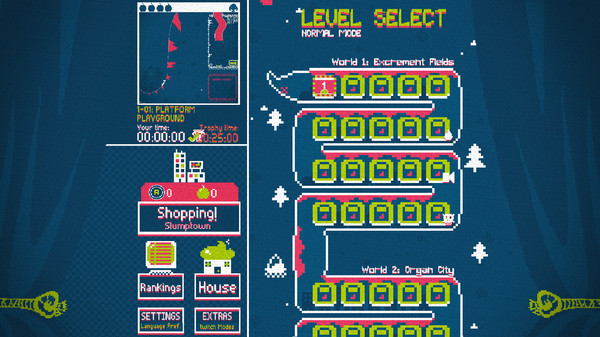 LEVEL SELECT
NORMAL MODE
World 1: Excrement Fields
1
1-01: PLATFORM
PLAYGROUND
Your time:
Trophy time:
00:00:00
00:25:00
R 0
0
Shopping!
Slumptown
Rankings
House
SETTINGS
Language Pref.
EXTRAS
Twitch Modes
World 2: Organ City